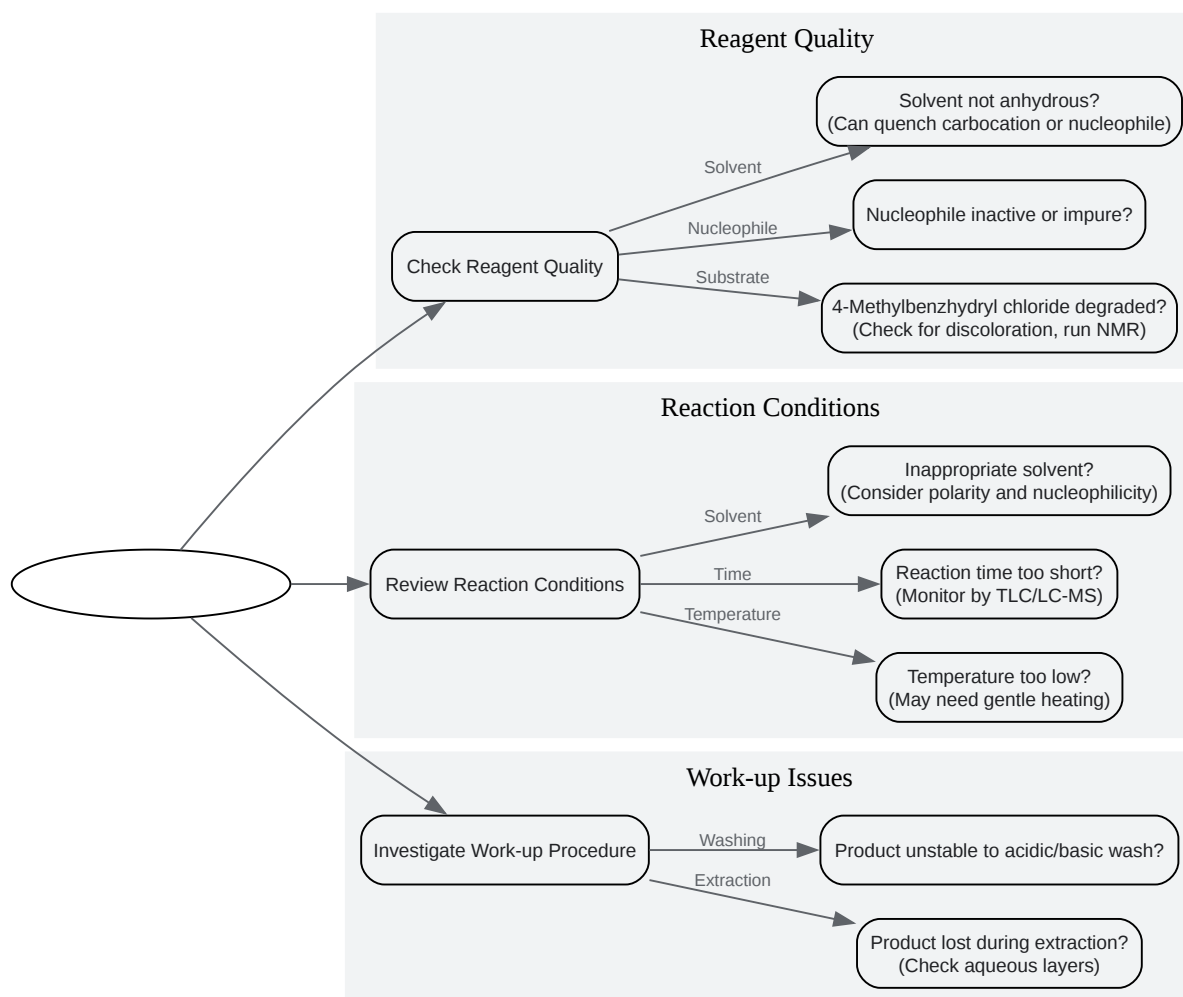 Reagent Quality
Solvent not anhydrous?
(Can quench carbocation or nucleophile)
Solvent
Nucleophile inactive or impure?
Nucleophile
Check Reagent Quality
Substrate
4-Methylbenzhydryl chloride degraded?
(Check for discoloration, run NMR)
Reaction Conditions
Inappropriate solvent?
(Consider polarity and nucleophilicity)
Solvent
Reaction time too short?
(Monitor by TLC/LC-MS)
Time
Review Reaction Conditions
Temperature
Temperature too low?
(May need gentle heating)
Work-up Issues
Washing
Investigate Work-up Procedure
Product unstable to acidic/basic wash?
Extraction
Product lost during extraction?
(Check aqueous layers)